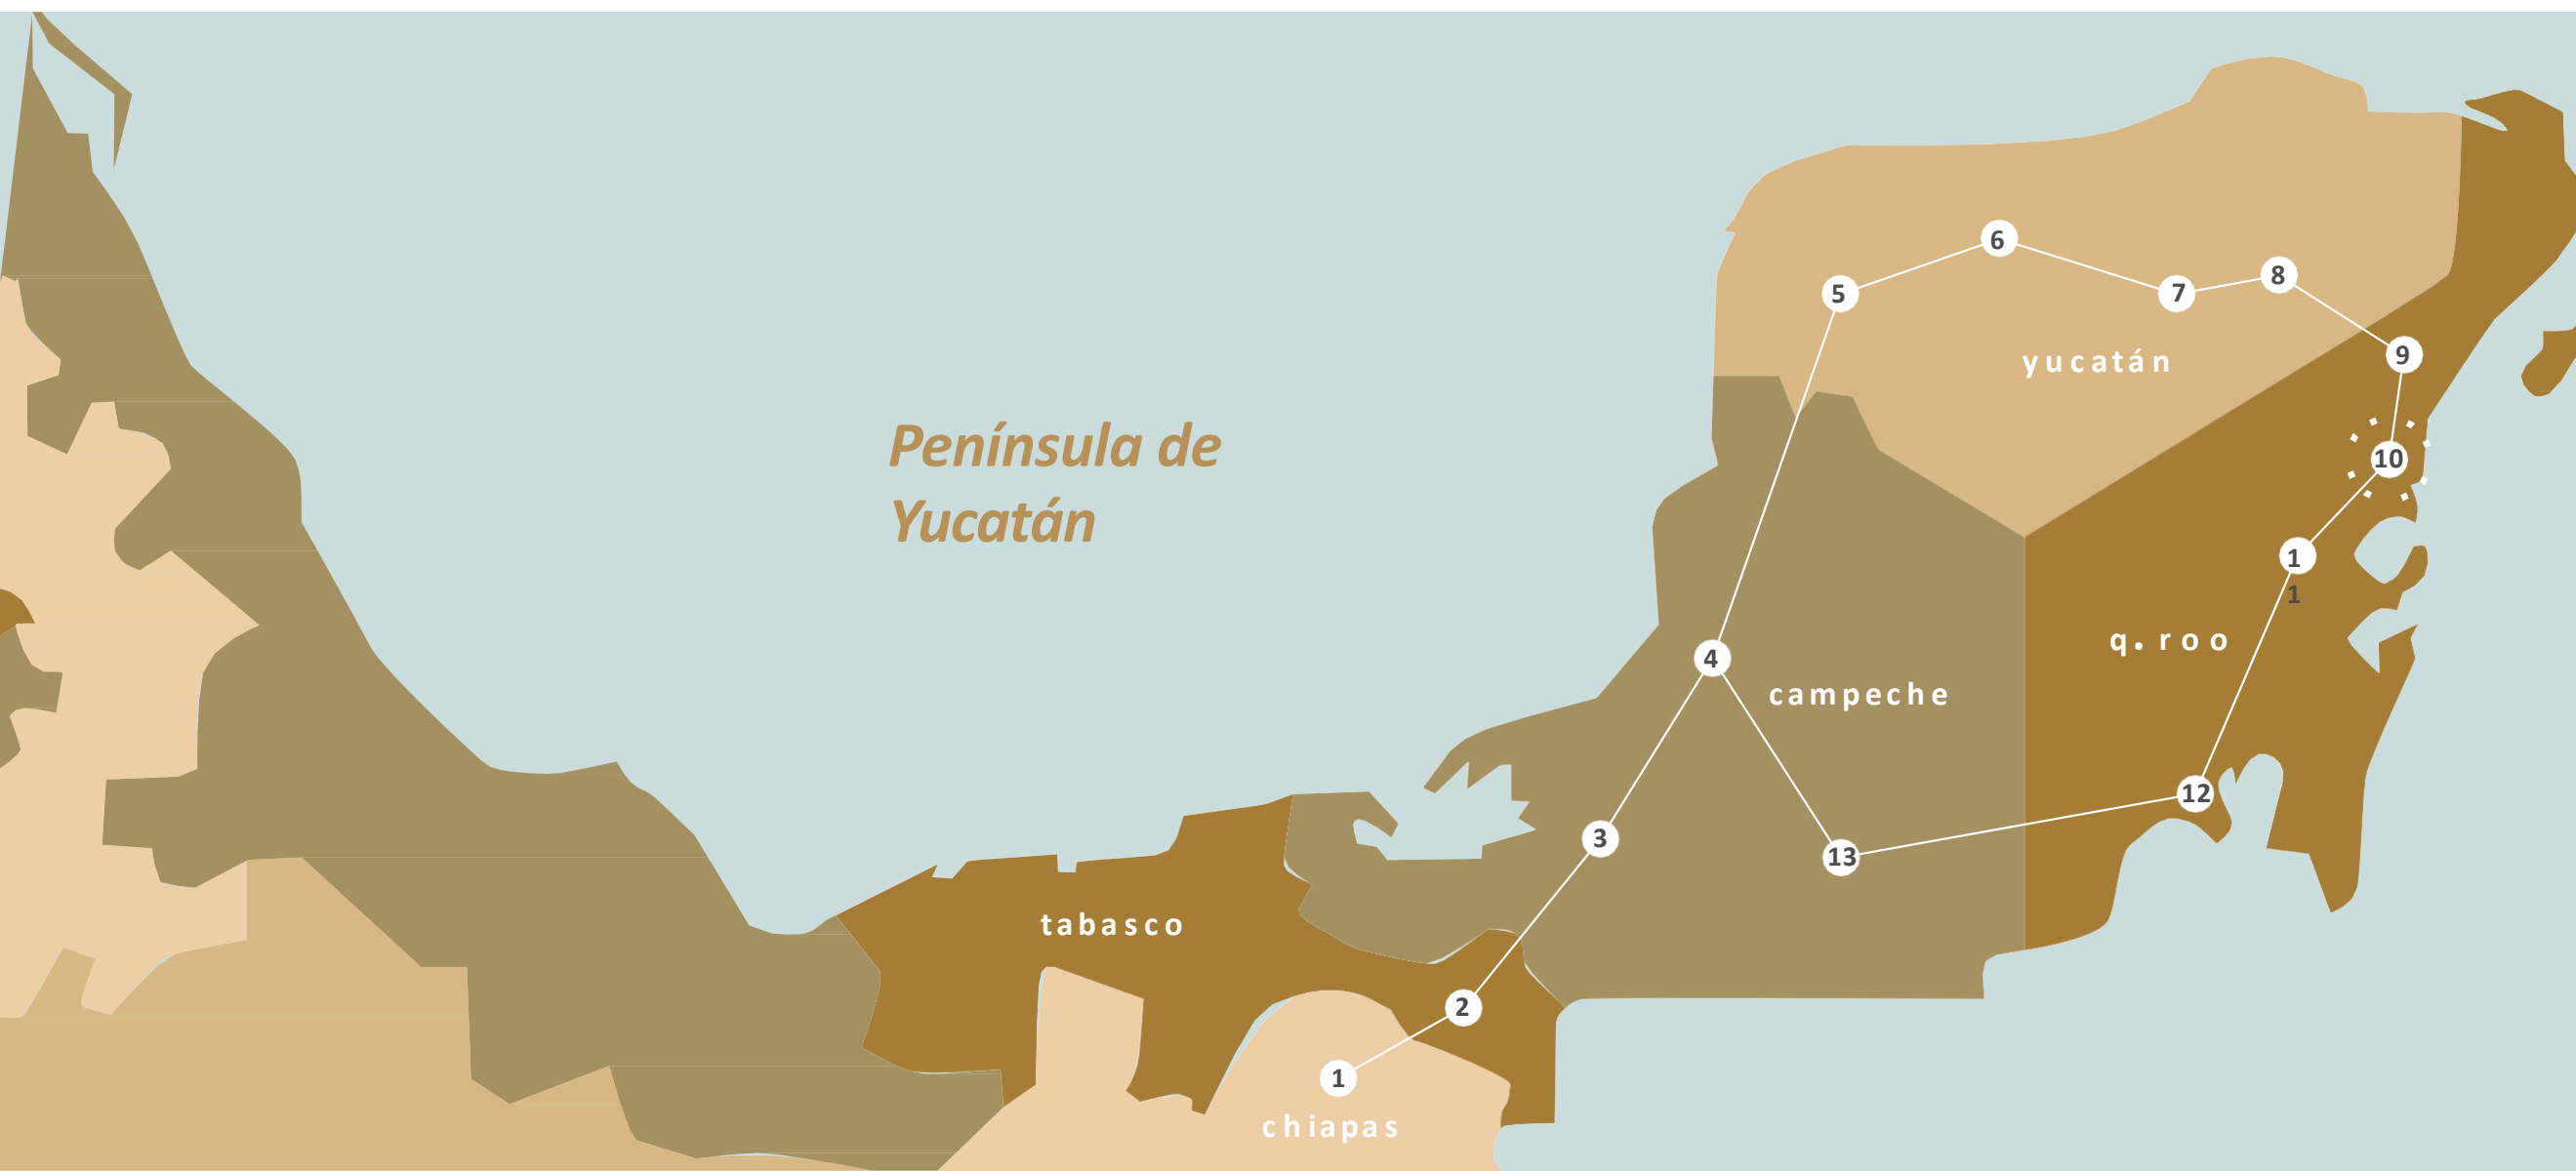 6
8
5
7
9
yucatán
Península de
Yucatán
10
1
1
q. roo
4
campeche
12
3
13
tabasco
2
1
chiapas